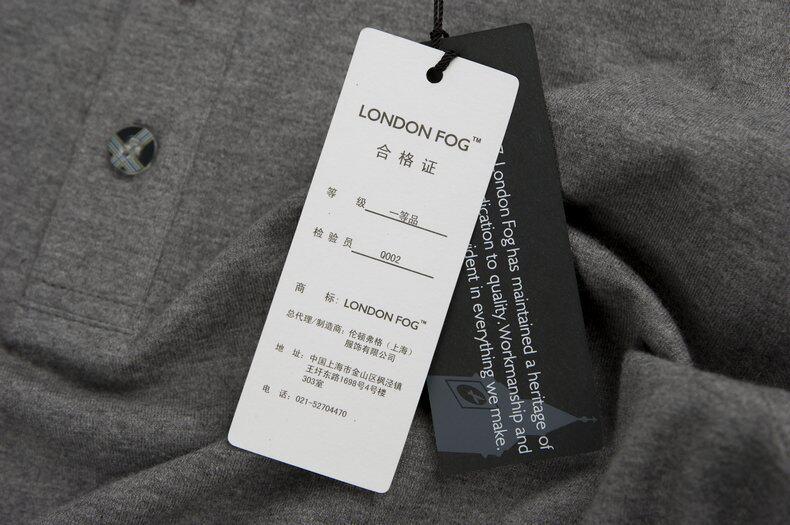 LONDON FOG™
合格证
等 级 一等品
检验员 Q002
商 标: LONDON FOG™
总代理/制造商: 伦顿弗格（上海）
服饰有限公司
地 址: 中国上海市金山区枫泾镇
王圩东路1698号4号楼
303室
电 话: 021-52704470
London Fog has maintained a heritage of
dication to quality. Workmanship and
ident in everything we make.